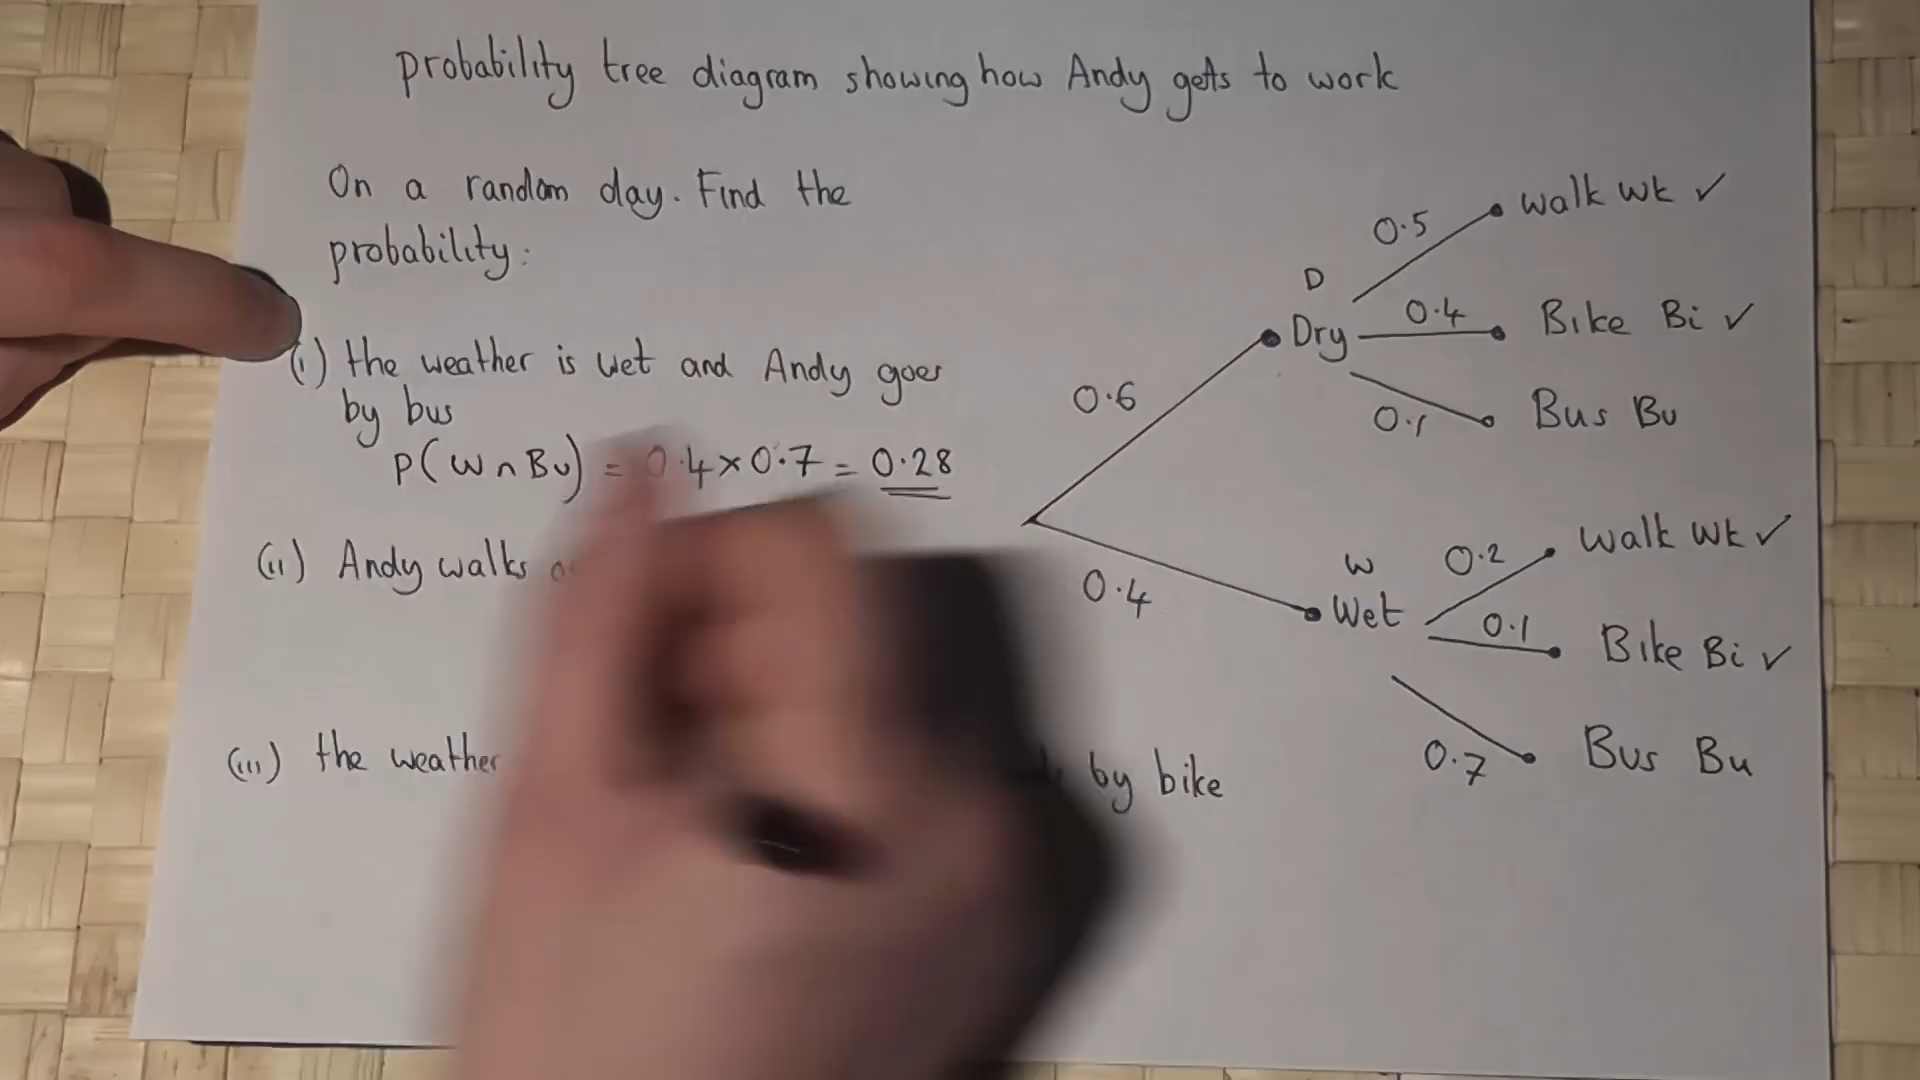 probability tree diagram showing how Andy gets to work
On a random day. Find the
probability:
(i) the weather is wet and Andy goes
by bus
P(W ∩ Bu) = 0.4 × 0.7 = 0.28
(ii) Andy walks
(iii) the weather by bike
0.6
0.4
D
Dry
0.5
Walk Wk ✓
0.4
Bike Bi ✓
0.1
Bus Bu
W
Wet
0.2
Walk Wk ✓
0.1
Bike Bi ✓
0.7
Bus Bu